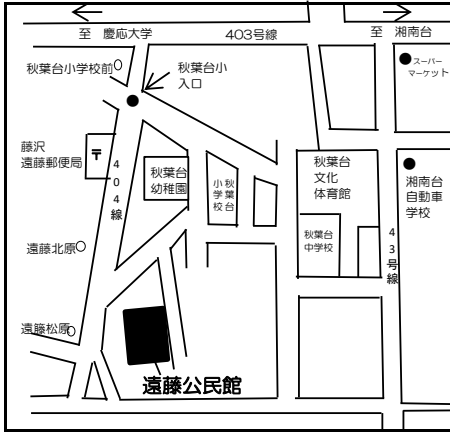 至　慶応大学
403号線
至　湘南台
秋葉台小学校前
秋葉台小
入口
スーパー
マーケット
藤沢
遠藤郵便局
〒
404線
秋葉台
幼稚園
秋葉台
小学校
秋葉台
文化
体育館
湘南台
自動車
学校
秋葉台
中学校
43号線
遠藤北原
遠藤松原
遠藤公民館